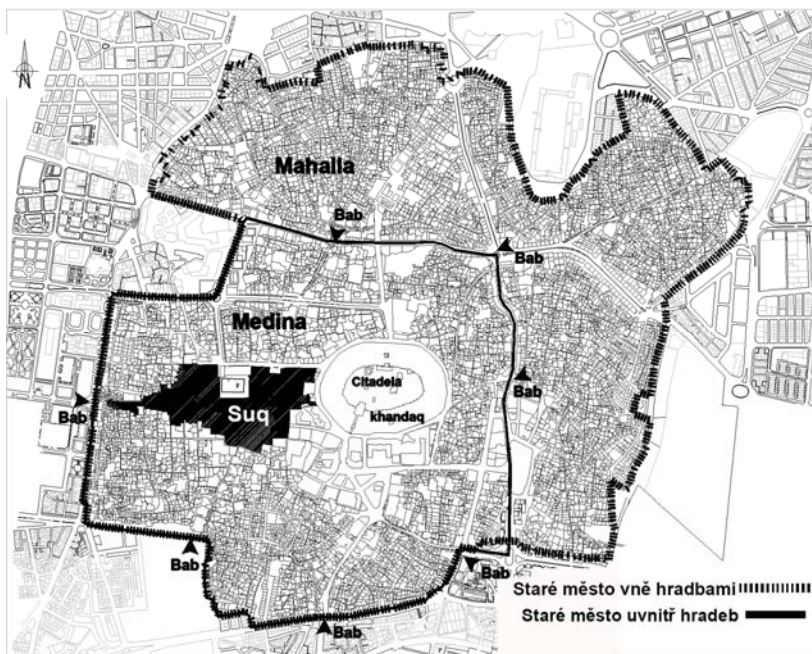 Mahalla
Bab
Bab
Medina
Citadela
Bab
Bab
Suq
khandaq
Bab
Bab
Bab
Staré město vně hradbami
Staré město uvnitř hradeb